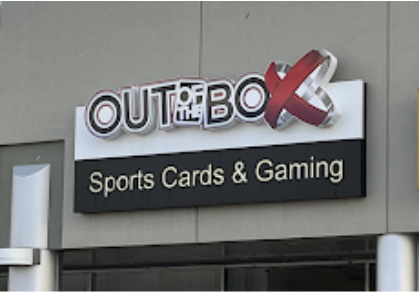 OUT OF THE BOX
Sports Cards & Gaming